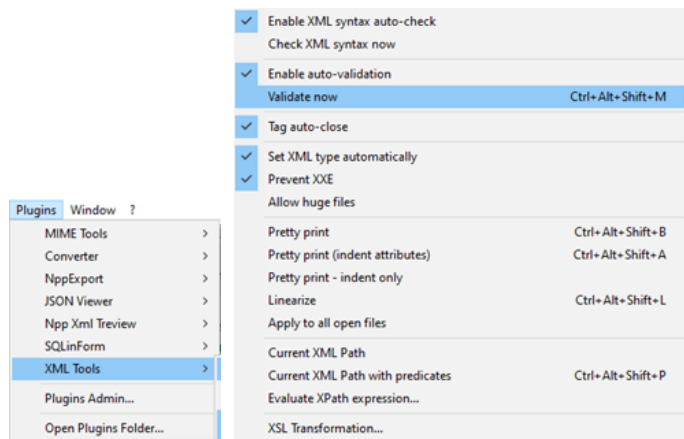 Plugins Window ?
MIME Tools
Converter
NppExport
JSON Viewer
Npp Xml Treview
SQLinForm
XML Tools
Plugins Admin...
Open Plugins Folder...
Enable XML syntax auto-check
Check XML syntax now
Enable auto-validation
Validate now Ctrl+Alt+Shift+M
Tag auto-close
Set XML type automatically
Prevent XXE
Allow huge files
Pretty print Ctrl+Alt+Shift+B
Pretty print (indent attributes) Ctrl+Alt+Shift+A
Pretty print - indent only
Linearize Ctrl+Alt+Shift+L
Apply to all open files
Current XML Path
Current XML Path with predicates Ctrl+Alt+Shift+P
Evaluate XPath expression...
XSL Transformation...